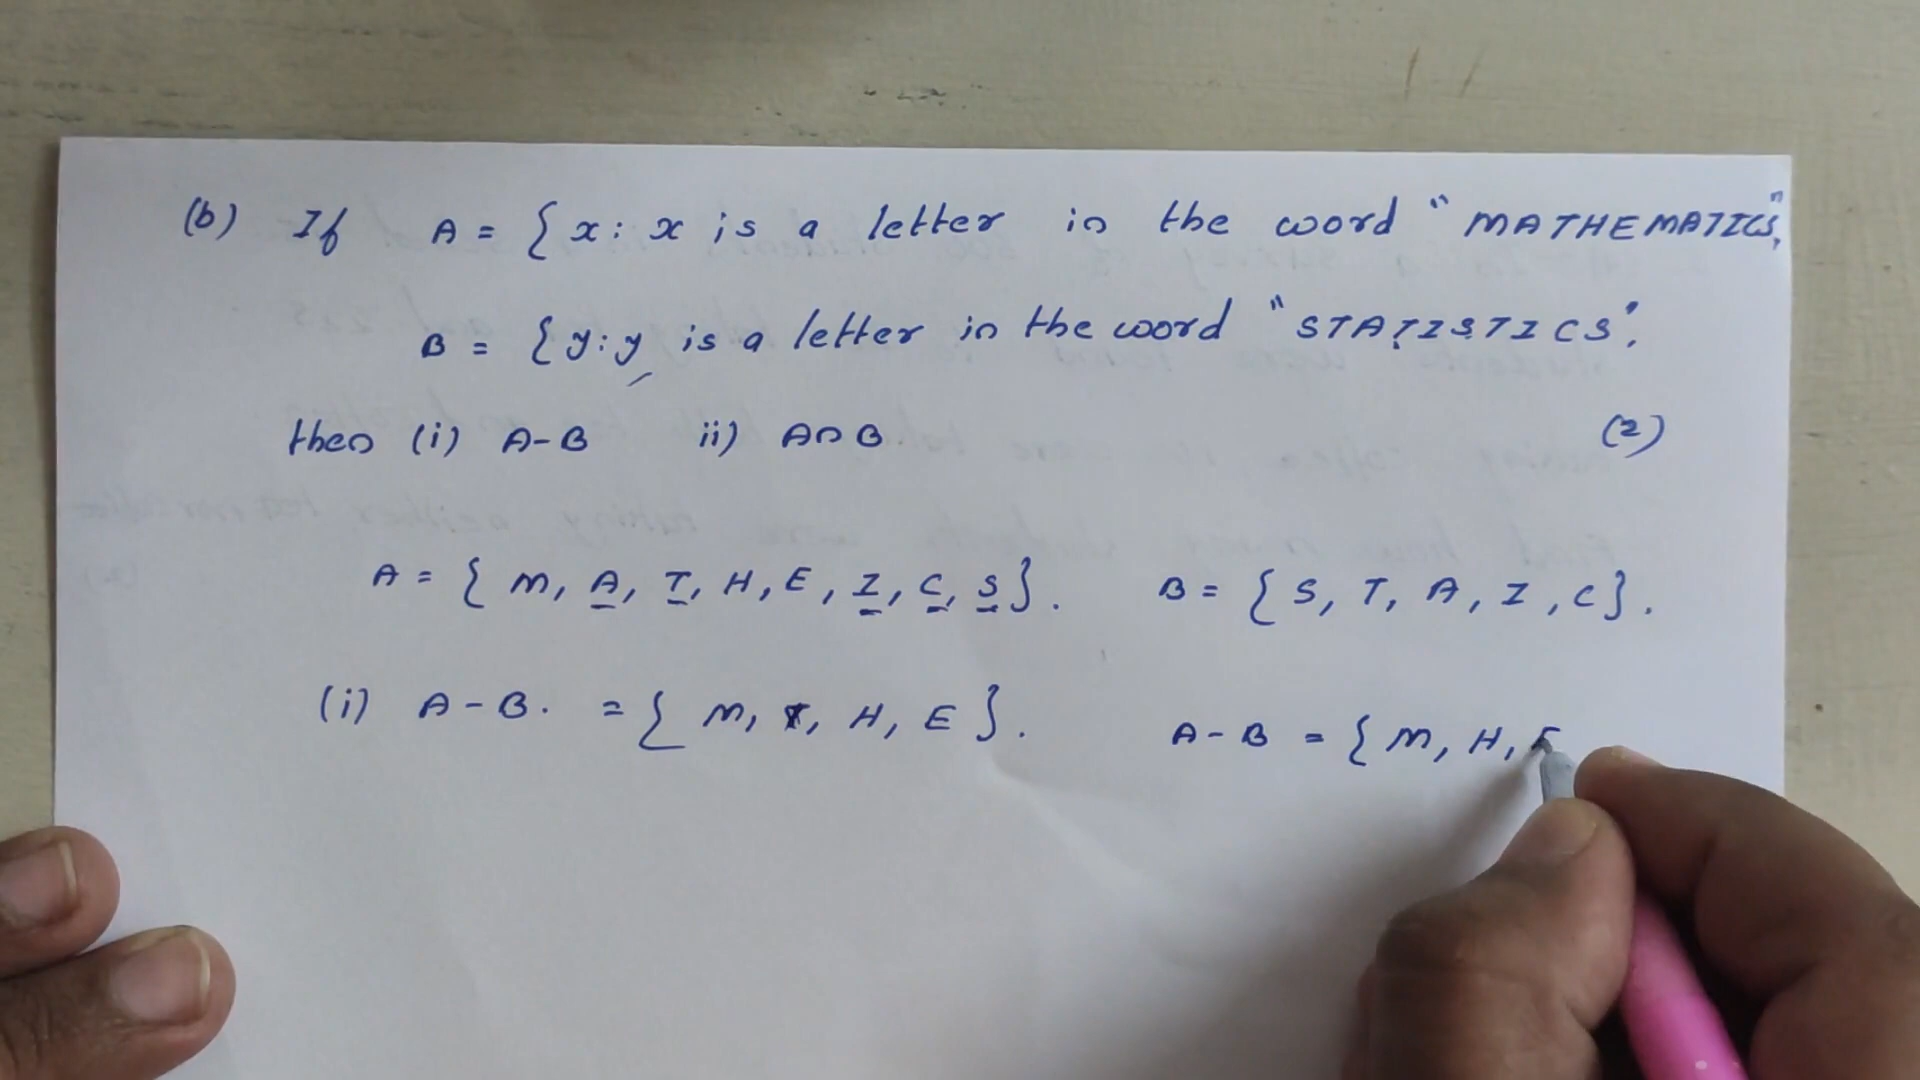 (b) If A = { x : x is a letter in the word "MATHEMATICS",
B = { y : y is a letter in the word "STATISTICS".
then (i) A-B ii) A∩B (2)
A = { M, A, T, H, E, I, C, S }. B = { S, T, A, I, C }.
(i) A-B. = { M, H, E }. A-B = { M, H,